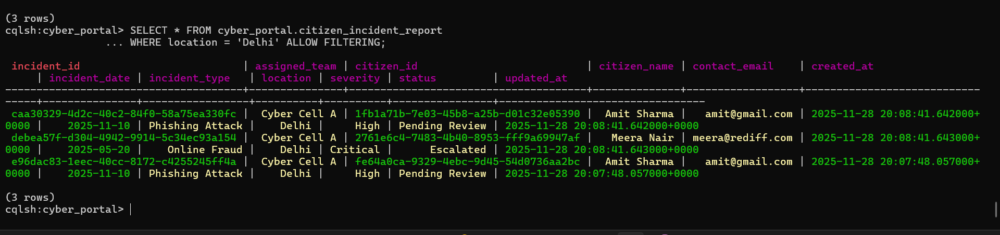 (3 rows)
cqlsh:cyber_portal> SELECT * FROM cyber_portal.citizen_incident_report
... WHERE location = 'Delhi' ALLOW FILTERING;
incident_id | assigned_team | citizen_id | citizen_name | contact_email | created_at
| incident_date | incident_type | location | severity | status | updated_at
--------------------------------------+---------------+--------------------------------------+--------------+------------------+----------------------------
-----+---------------+-----------------+----------+----------+----------------+---------------------------------
caa30329-4d2c-40c2-84f0-58a75ea330fc | Cyber Cell A | 1fb1a71b-7e03-45b8-a25b-d01c32e05390 | Amit Sharma | amit@gmail.com | 2025-11-28 20:08:41.642000+
0000 | 2025-11-10 | Phishing Attack | Delhi | High | Pending Review | 2025-11-28 20:08:41.642000+0000
debea57f-d304-4942-9914-5c34ec93a154 | Cyber Cell A | 2761e6c4-7483-4b40-8953-fff9a69947af | Meera Nair | meera@rediff.com | 2025-11-28 20:08:41.643000+
0000 | 2025-05-20 | Online Fraud | Delhi | Critical | Escalated | 2025-11-28 20:08:41.643000+0000
e96dac83-1eec-40cc-8172-c4255245ff4a | Cyber Cell A | fe64a0ca-9329-4ebc-9d45-54d0736aa2bc | Amit Sharma | amit@gmail.com | 2025-11-28 20:07:48.057000+
0000 | 2025-11-10 | Phishing Attack | Delhi | High | Pending Review | 2025-11-28 20:07:48.057000+0000
(3 rows)
cqlsh:cyber_portal>